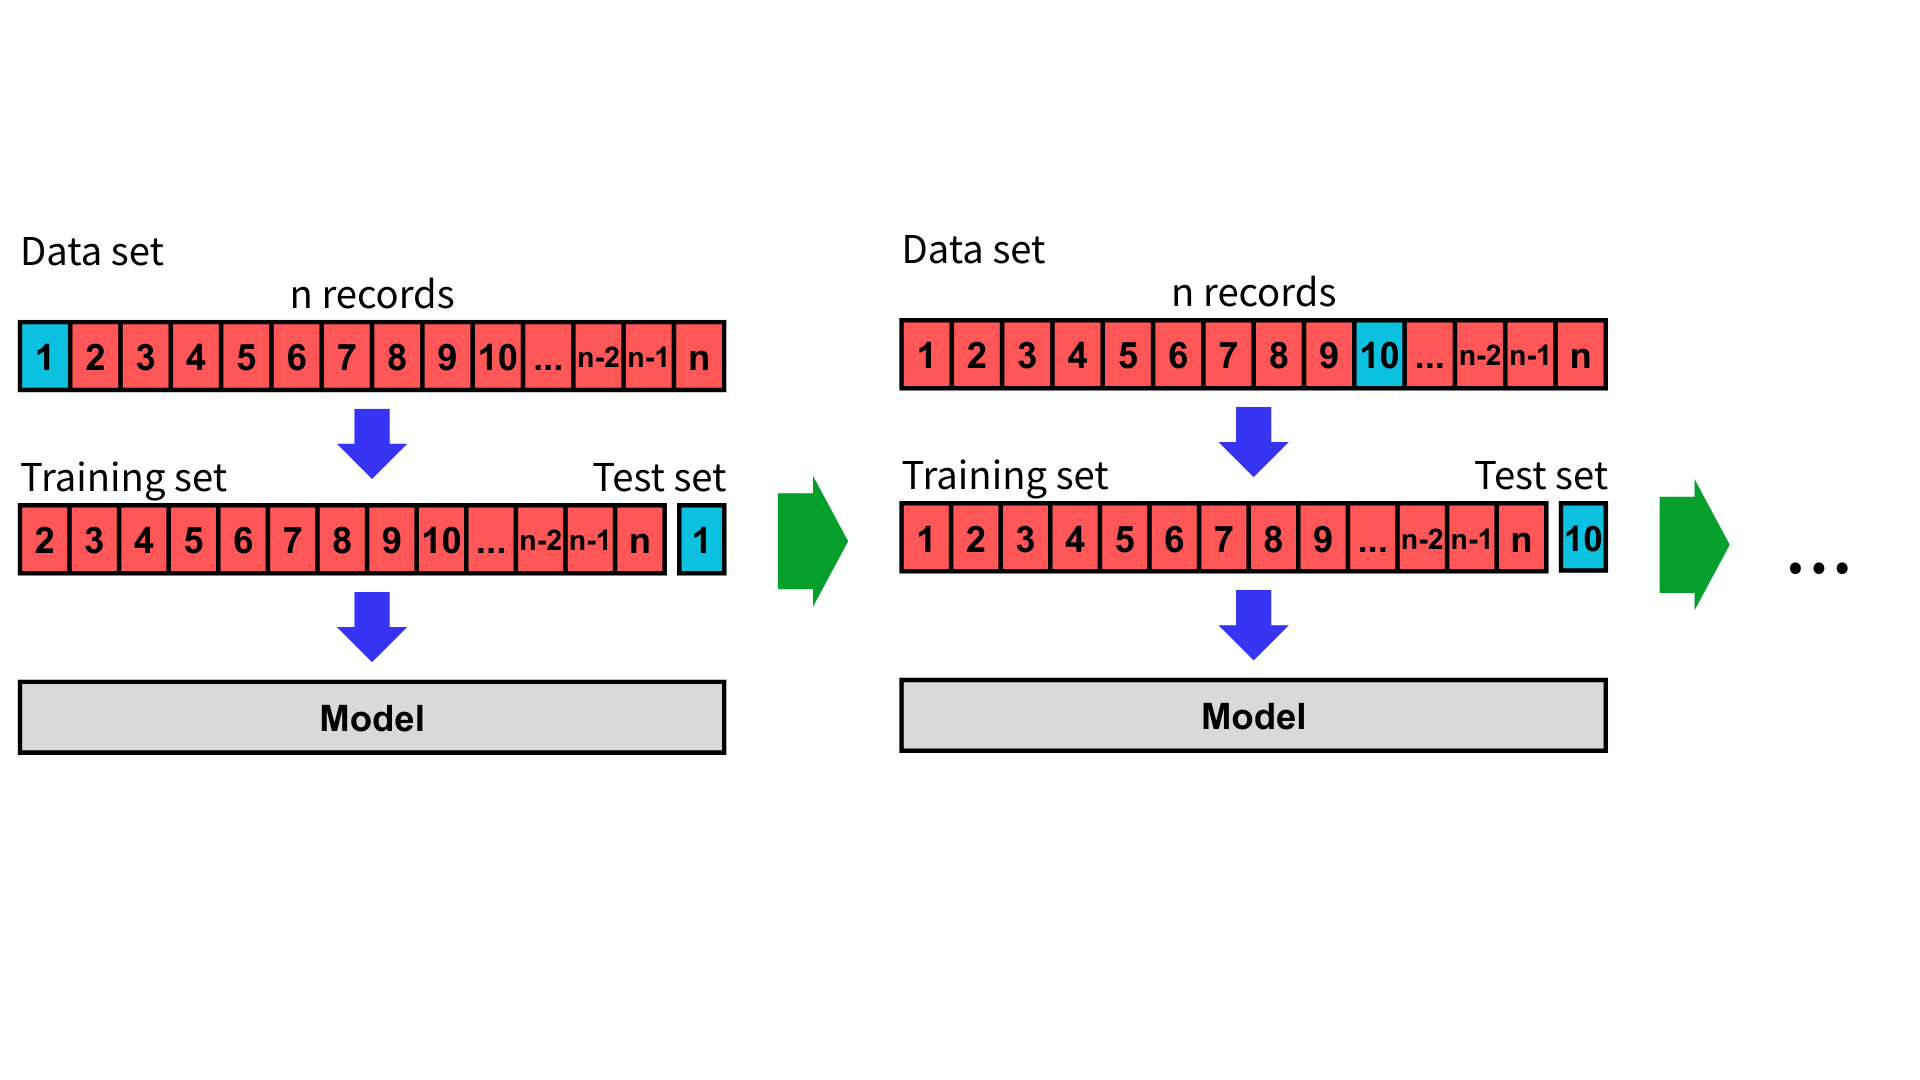 Data set
n records
1 2 3 4 5 6 7 8 9 10 ... n-2 n-1 n
Training set Test set
2 3 4 5 6 7 8 9 10 ... n-2 n-1 n 1
Model
Data set
n records
1 2 3 4 5 6 7 8 9 10 ... n-2 n-1 n
Training set Test set
1 2 3 4 5 6 7 8 9 ... n-2 n-1 n 10
Model
...